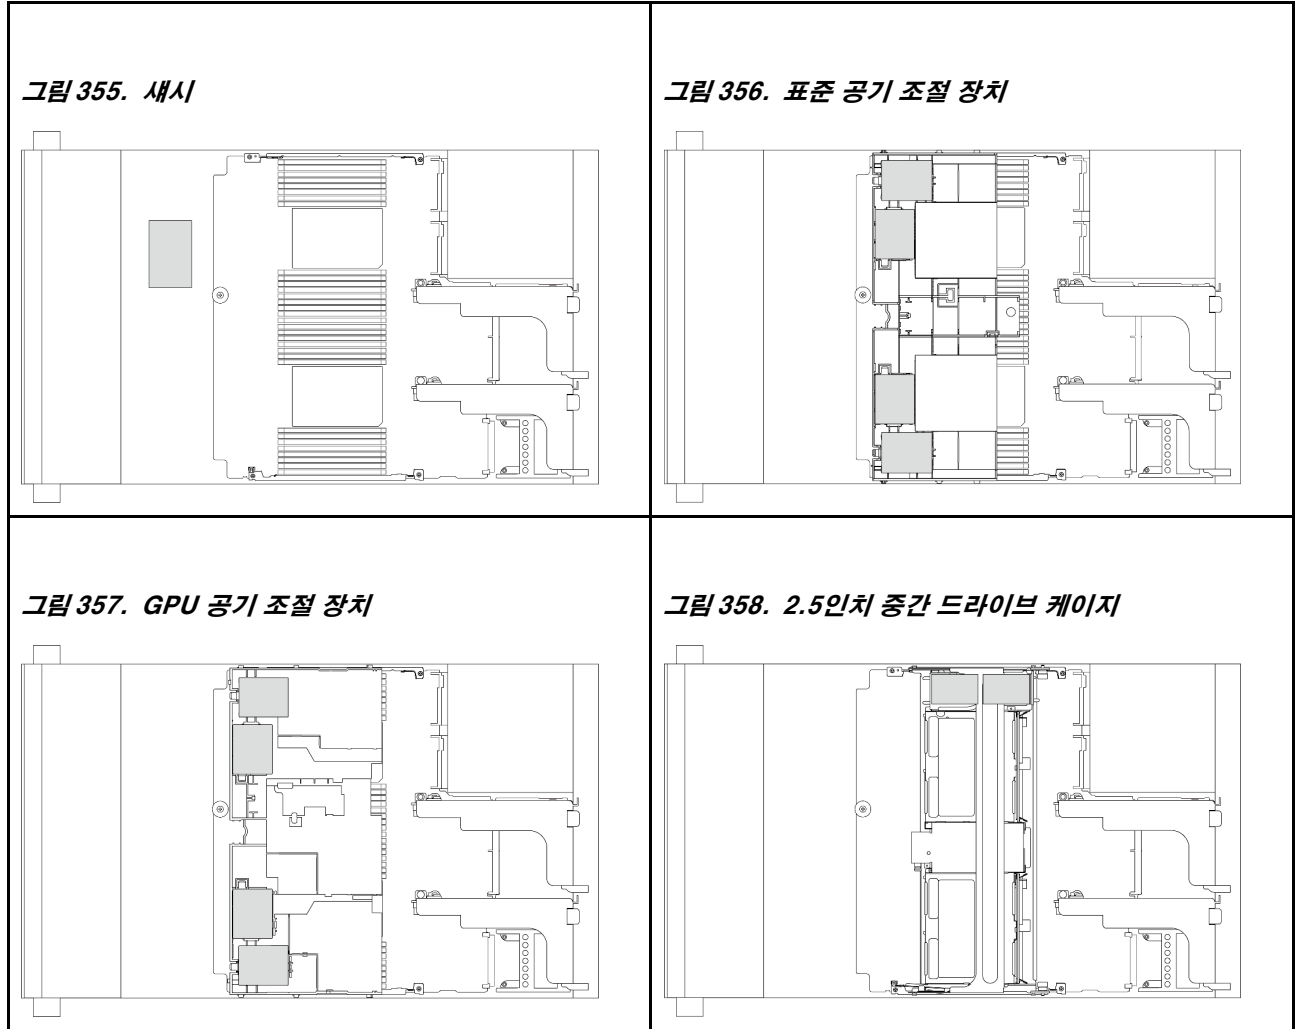 그림 355. 섀시
그림 356. 표준 공기 조절 장치
그림 357. GPU 공기 조절 장치
그림 358. 2.5인치 중간 드라이브 케이지